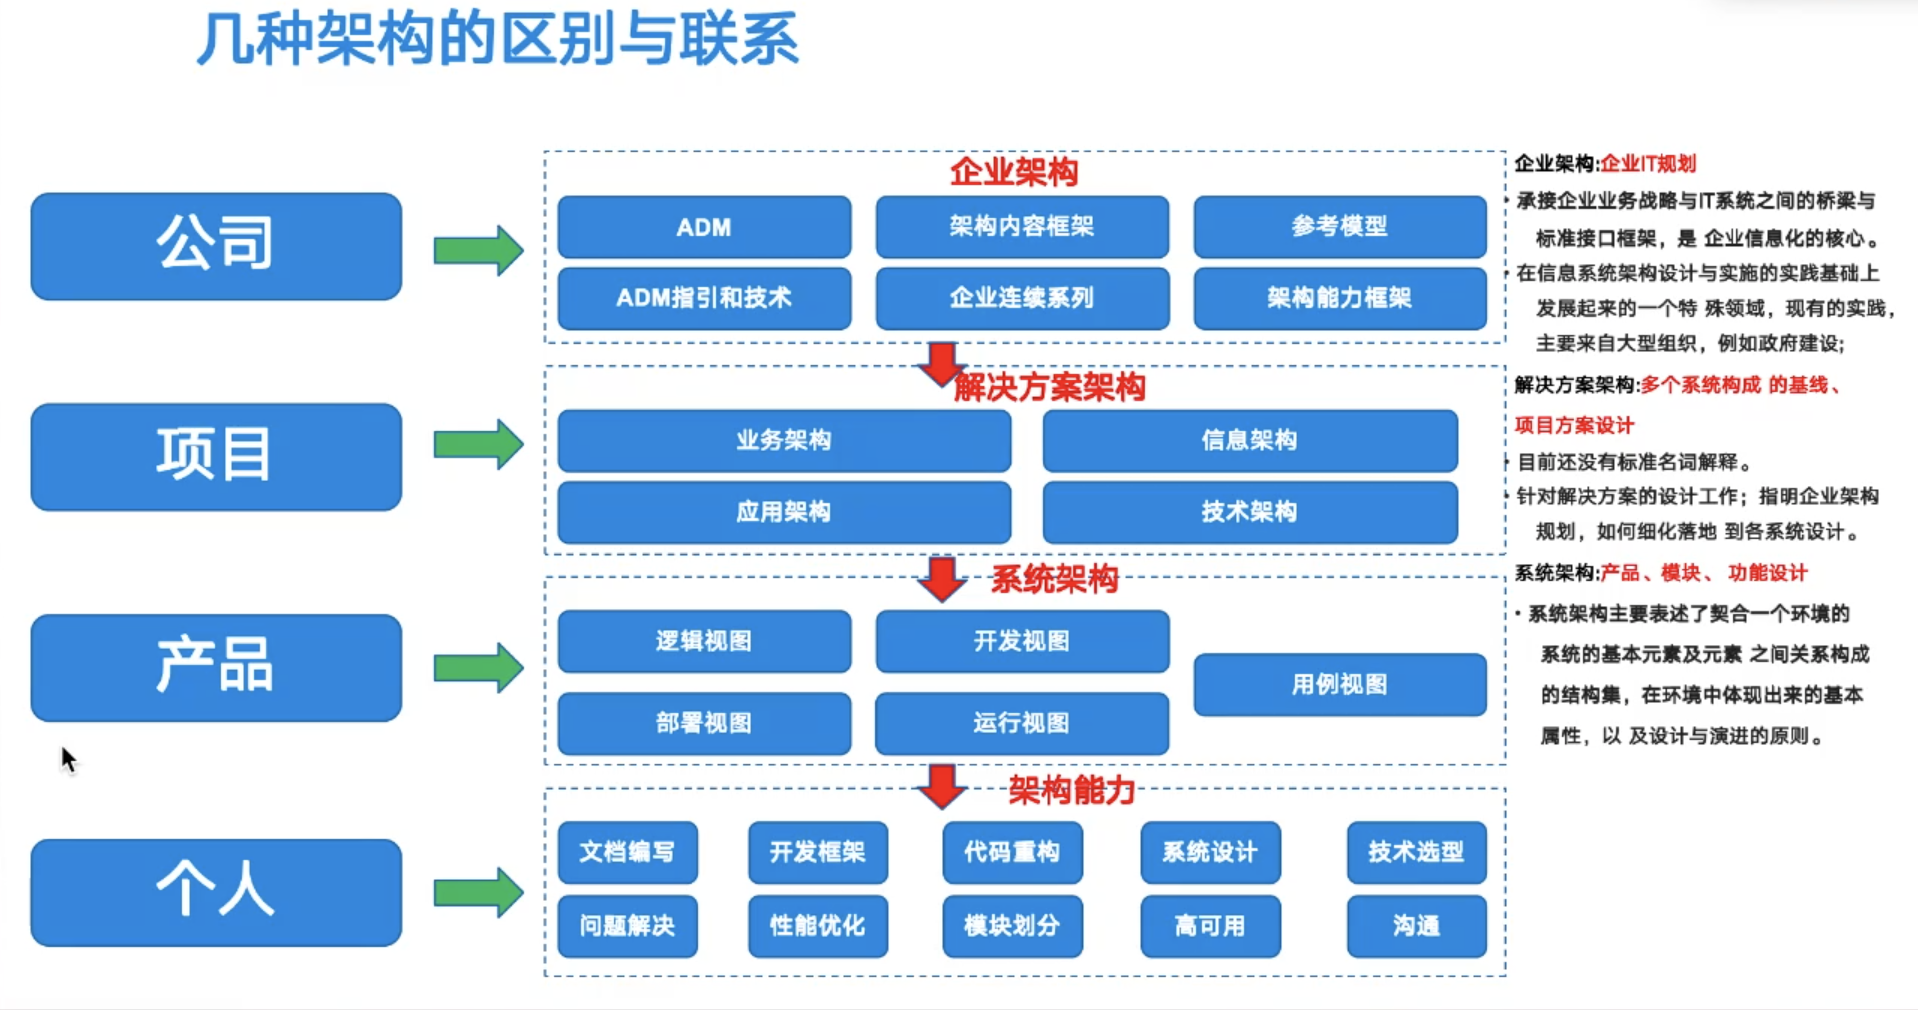 几种架构的区别与联系
公司
企业架构
ADM
架构内容框架
参考模型
ADM指引和技术
企业连续系列
架构能力框架
项目
解决方案架构
业务架构
信息架构
应用架构
技术架构
产品
系统架构
逻辑视图
开发视图
用例视图
部署视图
运行视图
个人
架构能力
文档编写
开发框架
代码重构
系统设计
技术选型
问题解决
性能优化
模块划分
高可用
沟通
企业架构:企业IT规划
· 承接企业业务战略与IT系统之间的桥梁与
标准接口框架，是 企业信息化的核心。
· 在信息系统架构设计与实施的实践基础上
发展起来的一个特 殊领域，现有的实践，
主要来自大型组织，例如政府建设;
解决方案架构:多个系统构成 的基线、
项目方案设计
· 目前还没有标准名词解释。
· 针对解决方案的设计工作；指明企业架构
规划，如何细化落地 到各系统设计。
系统架构:产品、模块、 功能设计
· 系统架构主要表述了契合一个环境的
系统的基本元素及元素 之间关系构成
的结构集，在环境中体现出来的基本
属性，以 及设计与演进的原则。